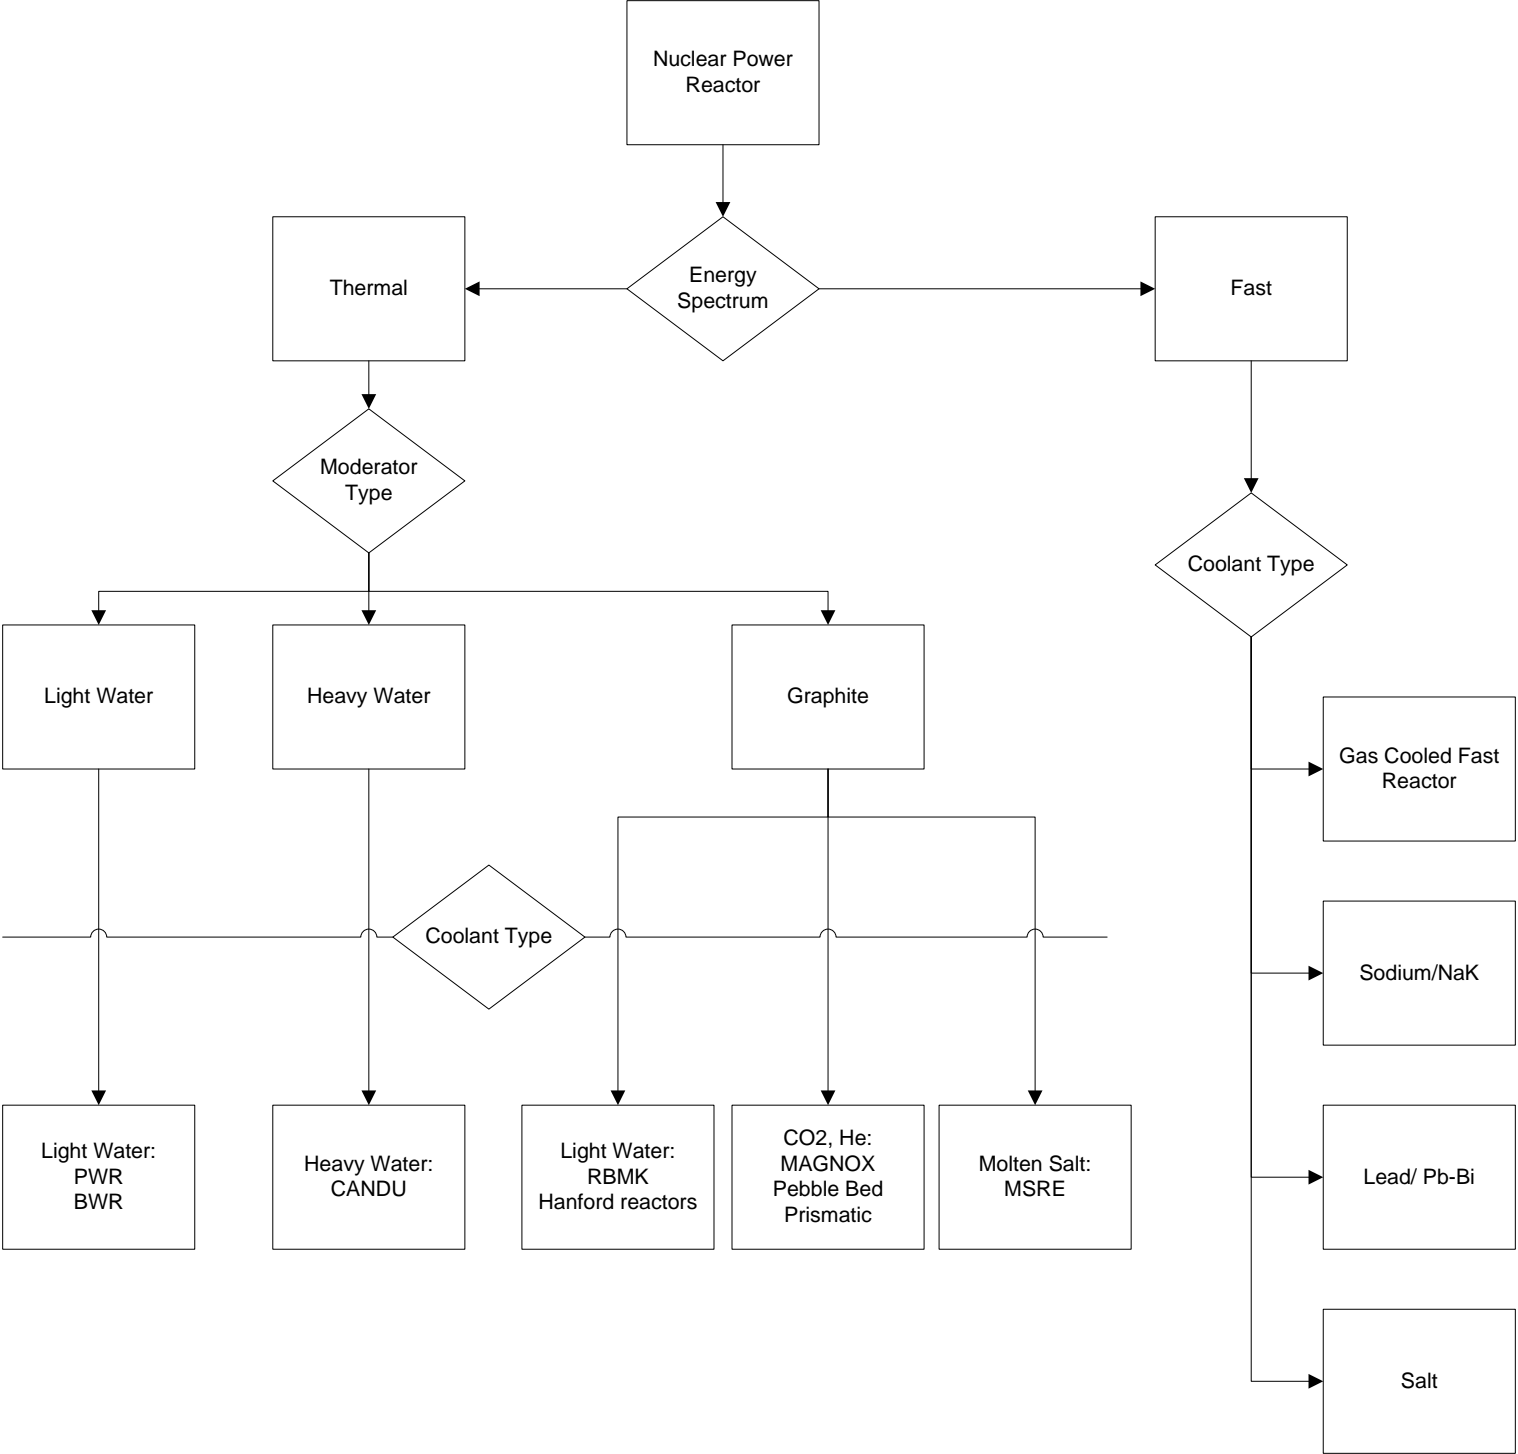 Nuclear Power
Reactor
Thermal
Energy
Spectrum
Fast
Moderator
Type
Coolant Type
Light Water
Heavy Water
Graphite
Gas Cooled Fast
Reactor
Coolant Type
Sodium/NaK
Light Water:
PWR
BWR
Heavy Water:
CANDU
Light Water:
RBMK
Hanford reactors
CO2, He:
MAGNOX
Pebble Bed
Prismatic
Molten Salt:
MSRE
Lead/ Pb-Bi
Salt